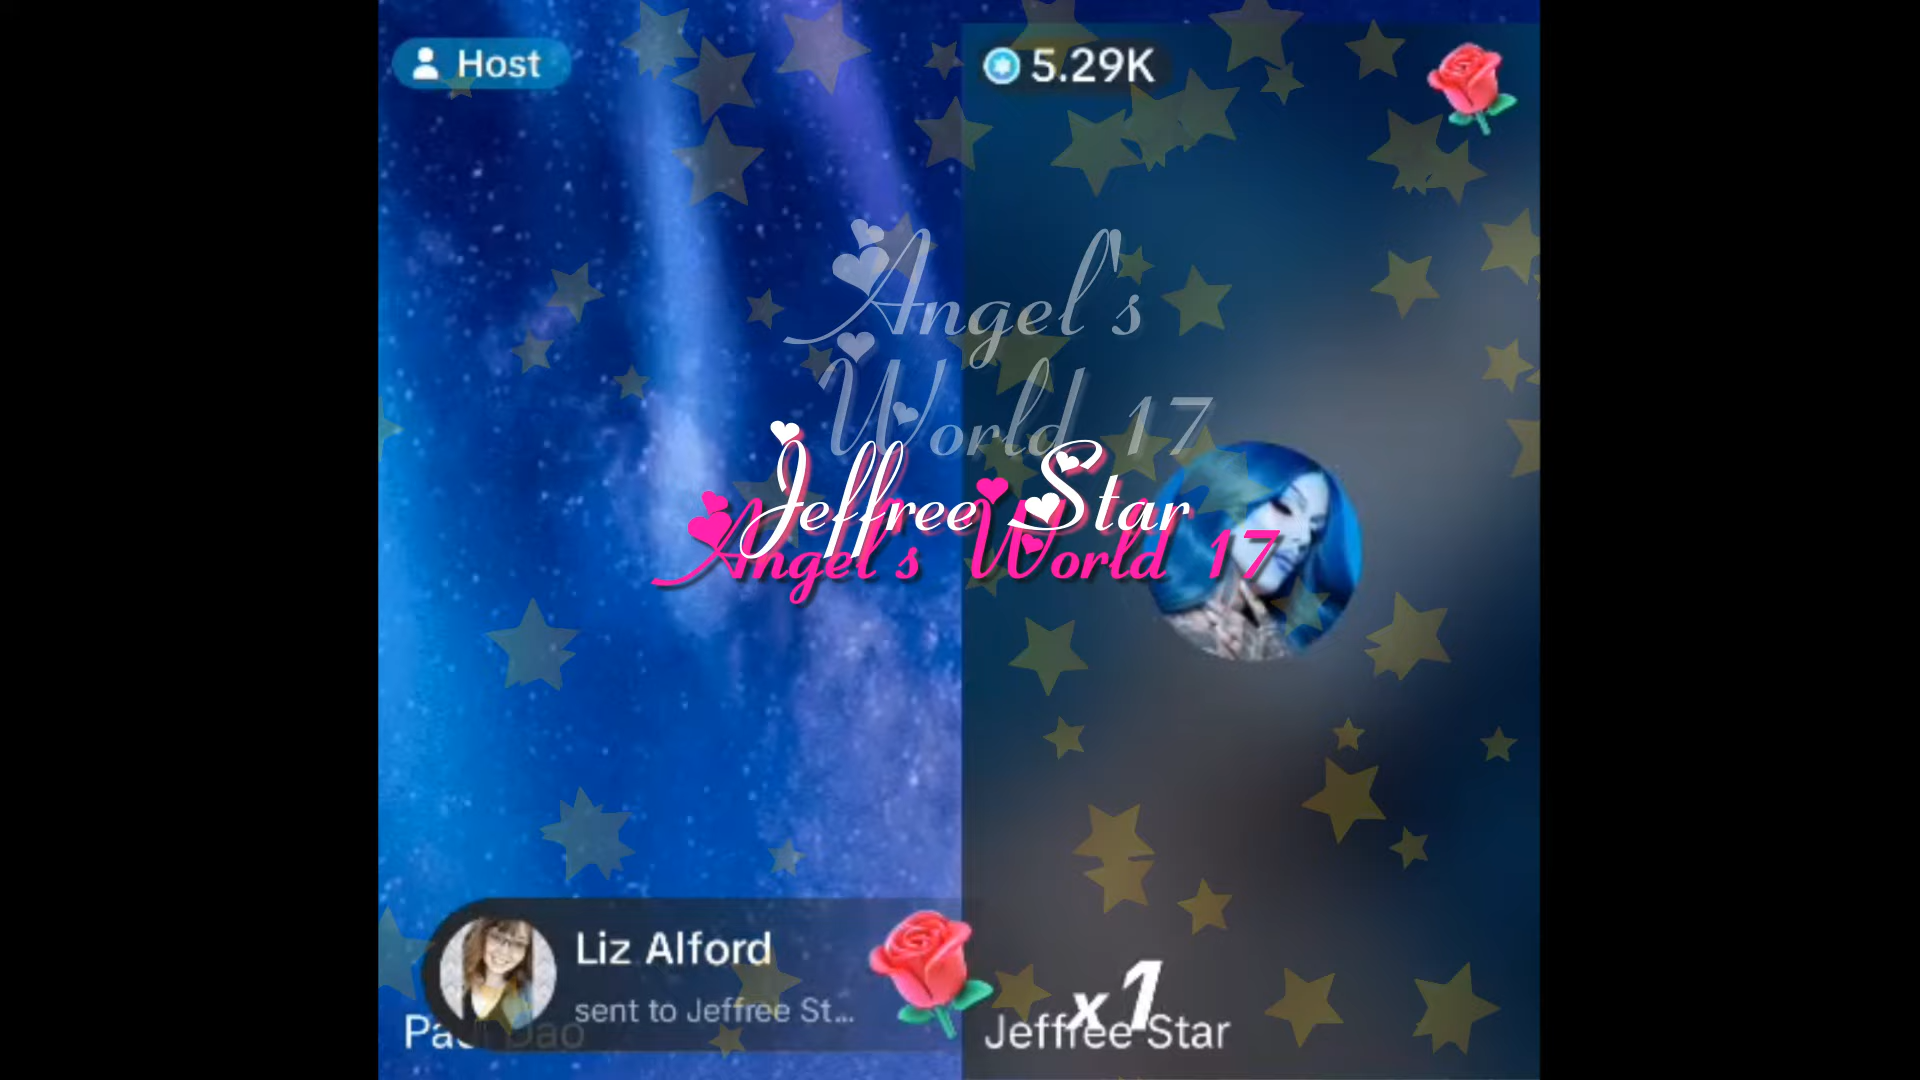 Host
5.29K
Angel's
World 17
Jeffree Star
Angel's World 17
Liz Alford
sent to Jeffree St...
x1
Dao
Jeffree Star